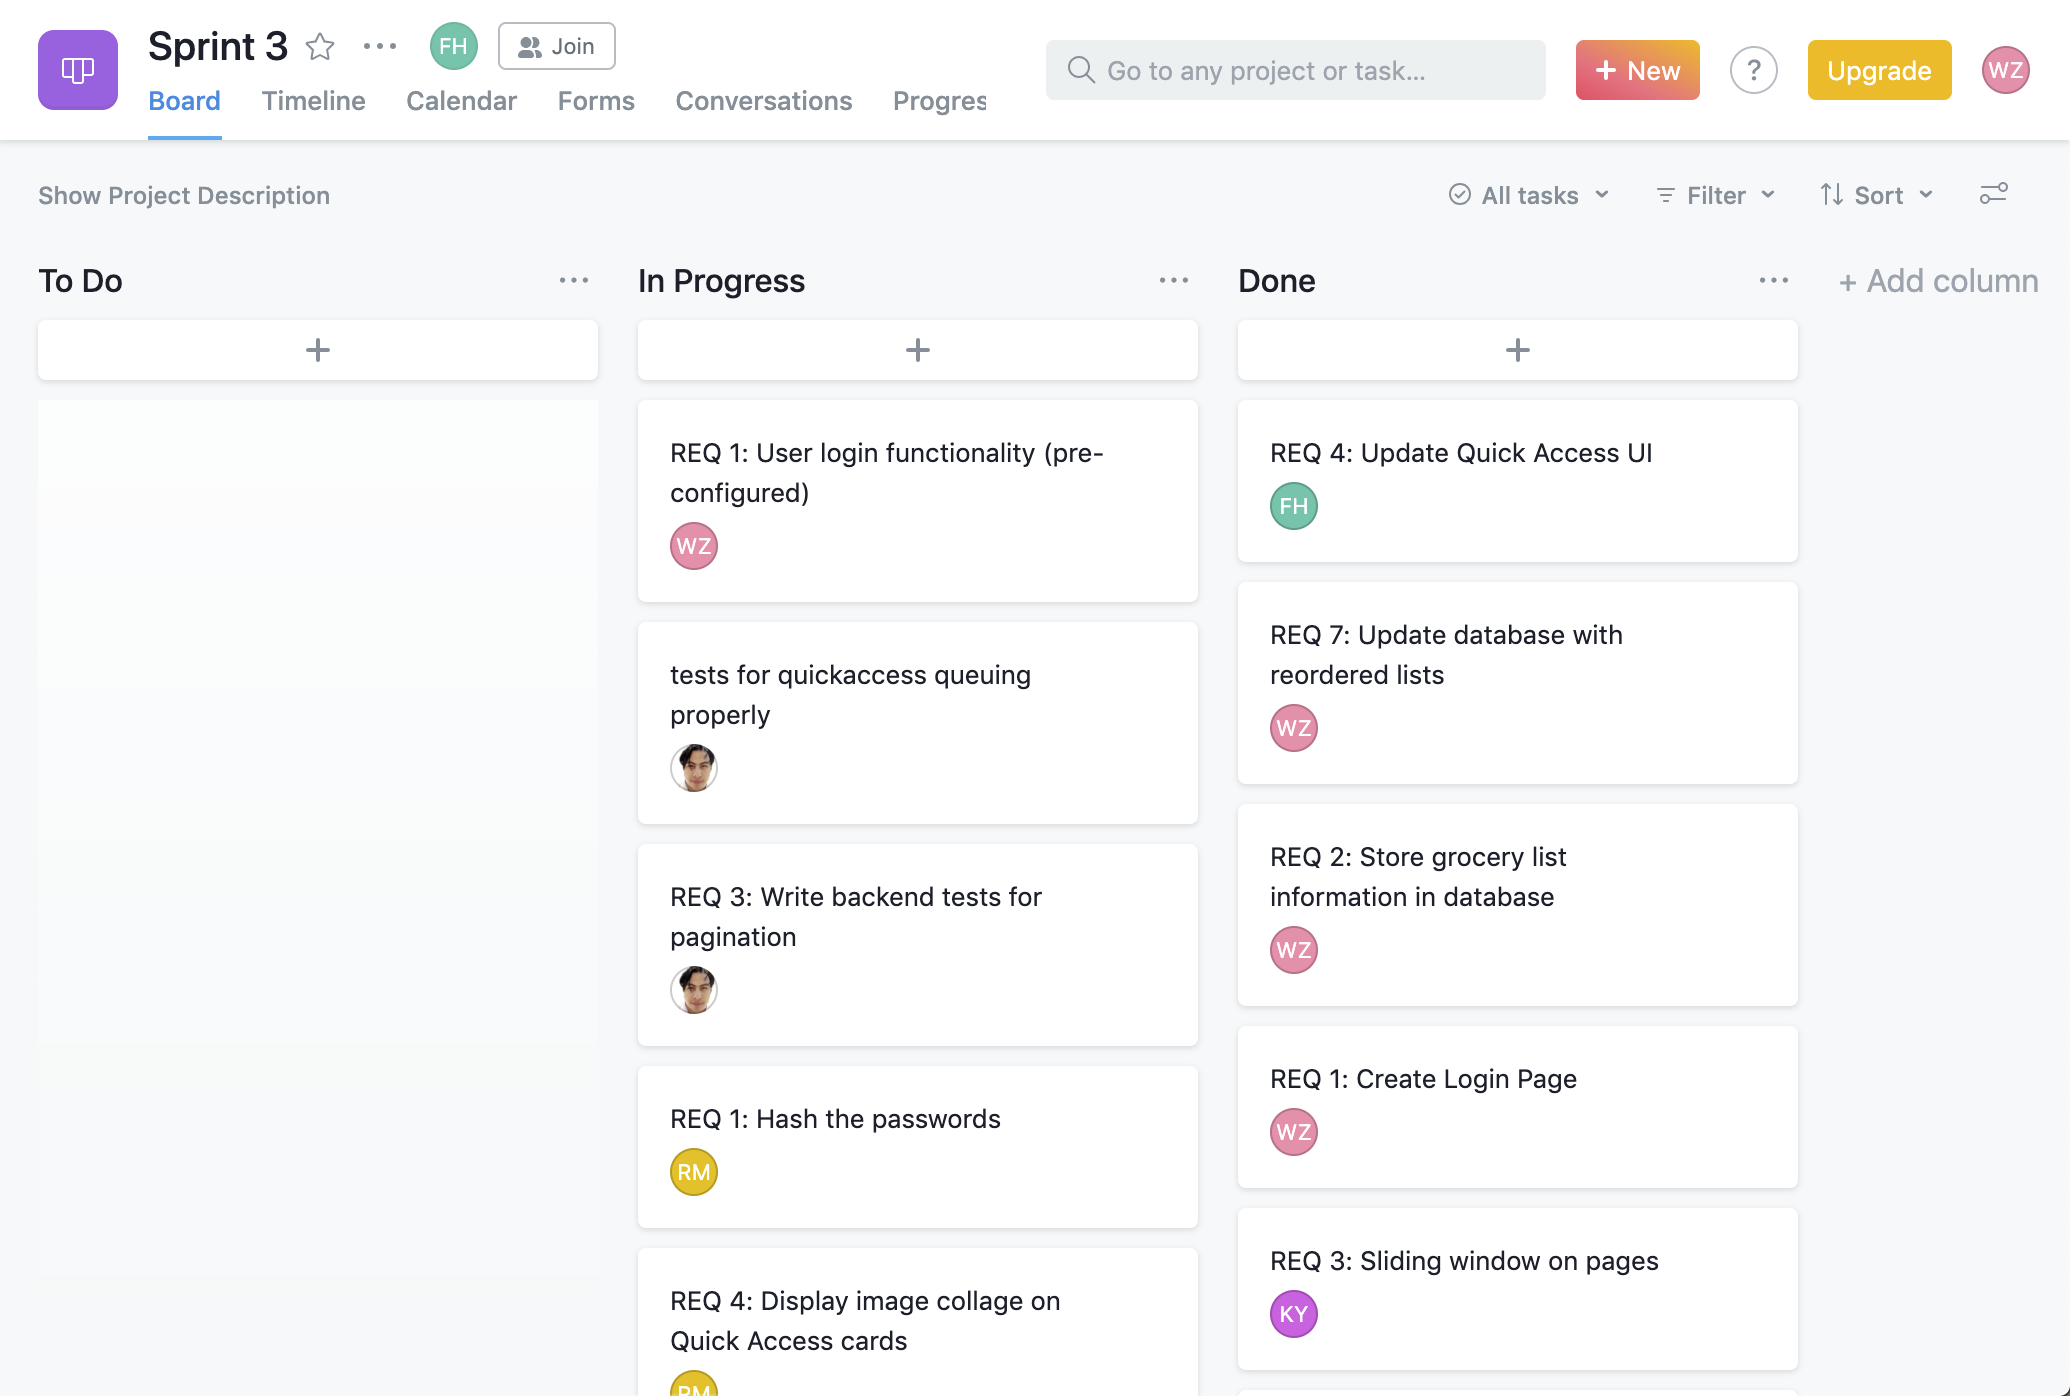 Sprint 3
FH
Join
Board Timeline Calendar Forms Conversations Progres
Go to any project or task...
+ New
?
Upgrade
WZ
Show Project Description
All tasks
Filter
Sort
To Do
+
In Progress
+
REQ 1: User login functionality (pre-
configured)
WZ
tests for quickaccess queuing
properly
REQ 3: Write backend tests for
pagination
REQ 1: Hash the passwords
RM
REQ 4: Display image collage on
Quick Access cards
RM
Done
+
REQ 4: Update Quick Access UI
FH
REQ 7: Update database with
reordered lists
WZ
REQ 2: Store grocery list
information in database
WZ
REQ 1: Create Login Page
WZ
REQ 3: Sliding window on pages
KY
+ Add column